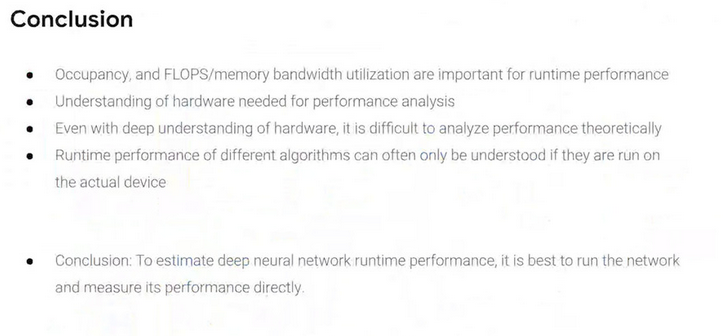 Conclusion
● Occupancy, and FLOPS/memory bandwidth utilization are important for runtime performance
● Understanding of hardware needed for performance analysis
● Even with deep understanding of hardware, it is difficult to analyze performance theoretically
● Runtime performance of different algorithms can often only be understood if they are run on
the actual device
● Conclusion: To estimate deep neural network runtime performance, it is best to run the network
and measure its performance directly.